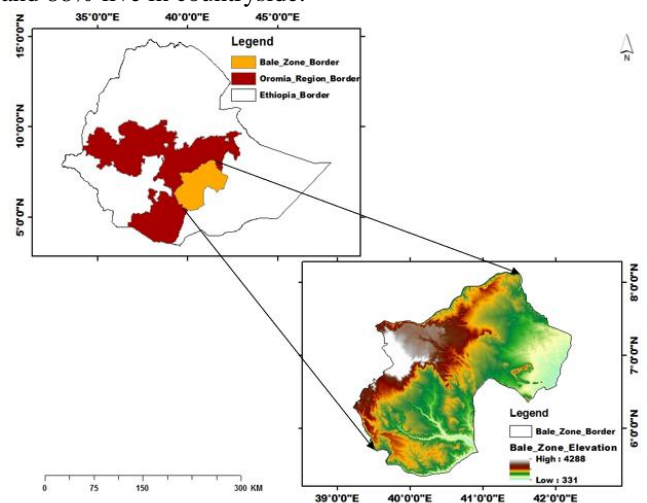 and 88% live in countryside.
35°0'0"E 40°0'0"E 45°0'0"E
15°0'0"N
10°0'0"N
5°0'0"N
Legend
Bale_Zone_Border
Oromia_Region_Border
Ethiopia_Border
N
8°0'0"N
7°0'0"N
6°0'0"N
Legend
Bale_Zone_Border
Bale_Zone_Elevation
High : 4288
Low : 331
0 75 150 300 KM
39°0'0"E 40°0'0"E 41°0'0"E 42°0'0"E